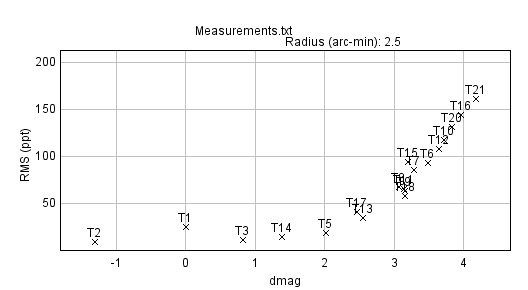 Measurements.txt
Radius (arc-min): 2.5
200
150
100
50
RMS (ppt)
T21
T16
T20
T10
T12
T15
T7
T6
T18
T17
T13
T5
T14
T3
T1
T2
-1
0
1
2
3
4
dmag